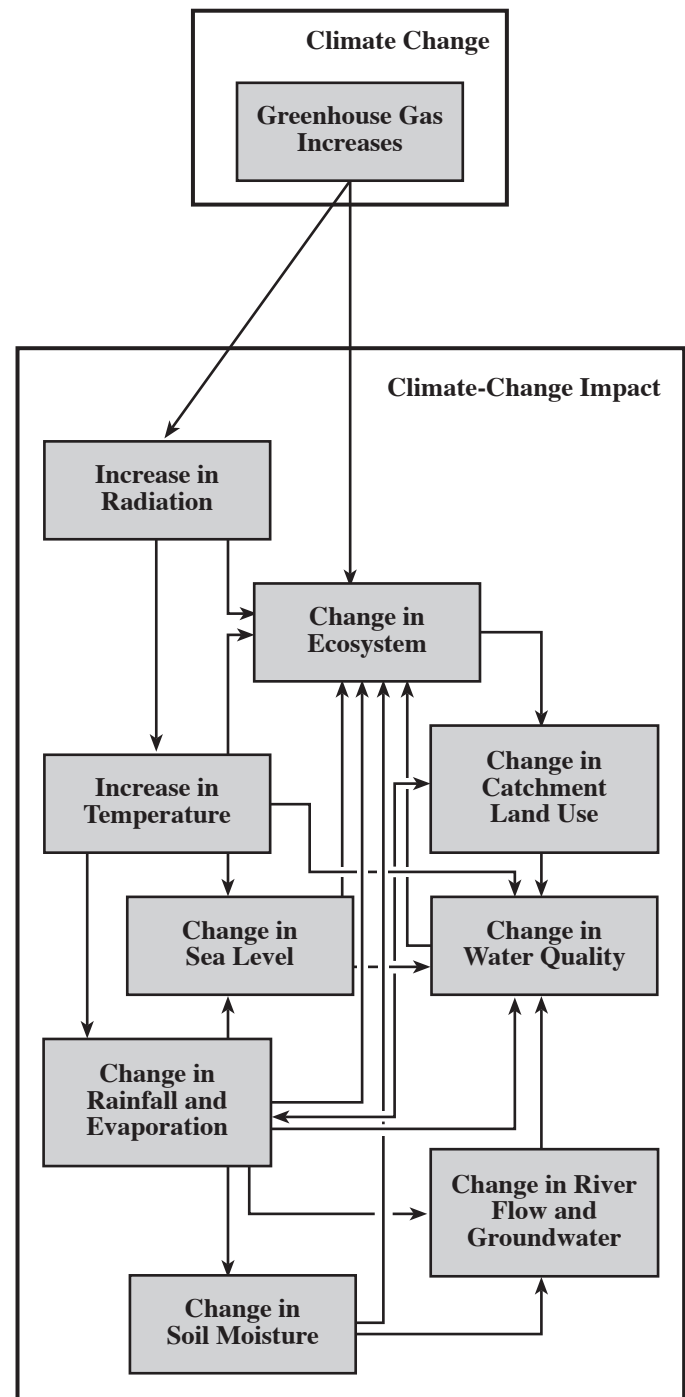 Climate Change
Greenhouse Gas
Increases
Climate-Change Impact
Increase in
Radiation
Change in
Ecosystem
Increase in
Temperature
Change in
Catchment
Land Use
Change in
Sea Level
Change in
Water Quality
Change in
Rainfall and
Evaporation
Change in River
Flow and
Groundwater
Change in
Soil Moisture